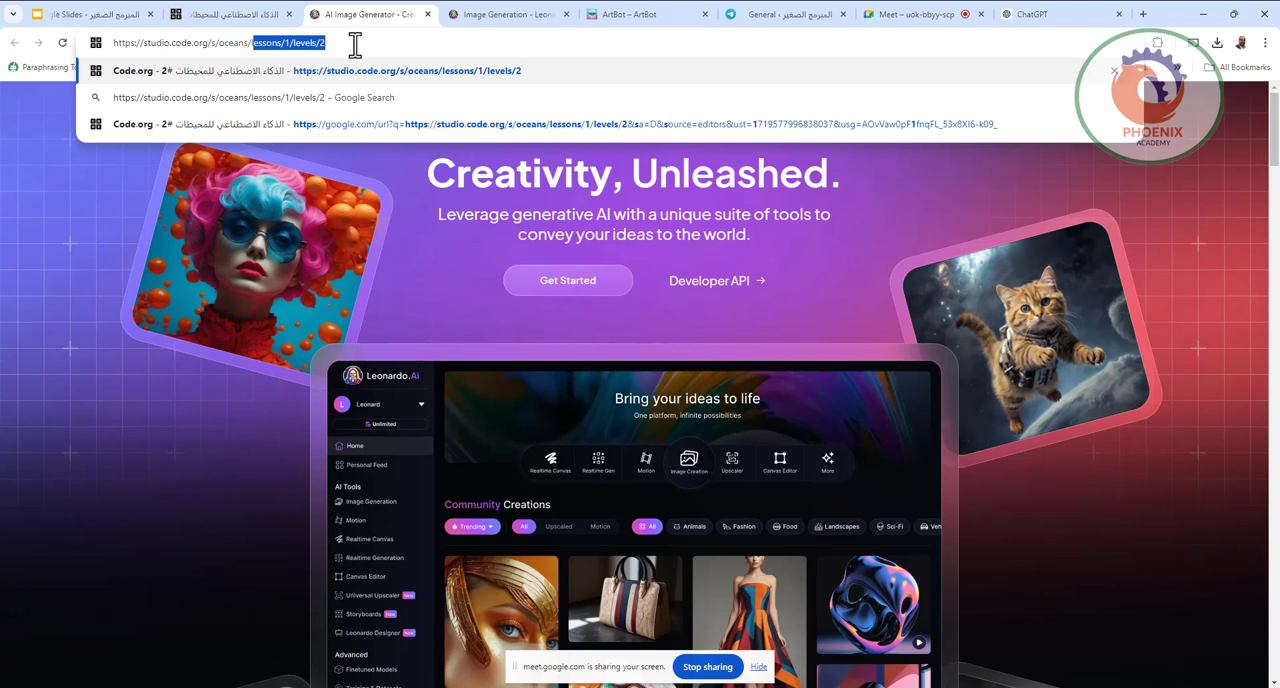 gle Slides - المبرمج الصغير
الذكاء الاصطناعي للمحيطات
AI Image Generator - Cre
Image Generation - Leona
ArtBot – ArtBot
General › المبرمج الصغير
Meet – uok-bbyy-scp
ChatGPT
https://studio.code.org/s/oceans/lessons/1/levels/2
Paraphrasing To
All Bookmarks
Code.org - 2# الذكاء الاصطناعي للمحيطات - https://studio.code.org/s/oceans/lessons/1/levels/2
https://studio.code.org/s/oceans/lessons/1/levels/2 - Google Search
Code.org - 2# الذكاء الاصطناعي للمحيطات - https://google.com/url?q=https://studio.code.org/s/oceans/lessons/1/levels/2&sa=D&source=editors&ust=1719577996838037&usg=AOvVaw0pF1fnqFL_53x8XI6-k09_
PHOENIX
ACADEMY
Creativity, Unleashed.
Leverage generative AI with a unique suite of tools to
convey your ideas to the world.
Get Started
Developer API →
Leonardo.Ai
L Leonard
Unlimited
Home
Personal Feed
AI Tools
Image Generation
Motion
Realtime Canvas
Realtime Generation
Canvas Editor
Universal Upscaler New
Storyboards New
Leonardo Designer New
Advanced
Finetuned Models
Bring your ideas to life
One platform, infinite possibilities
Realtime Canvas
Realtime Gen
Motion
Image Creation
Upscaler
Canvas Editor
More
Community Creations
Trending
All
Upscaled
Motion
All
Animals
Fashion
Food
Landscapes
Sci-Fi
Veh
meet.google.com is sharing your screen.
Stop sharing
Hide